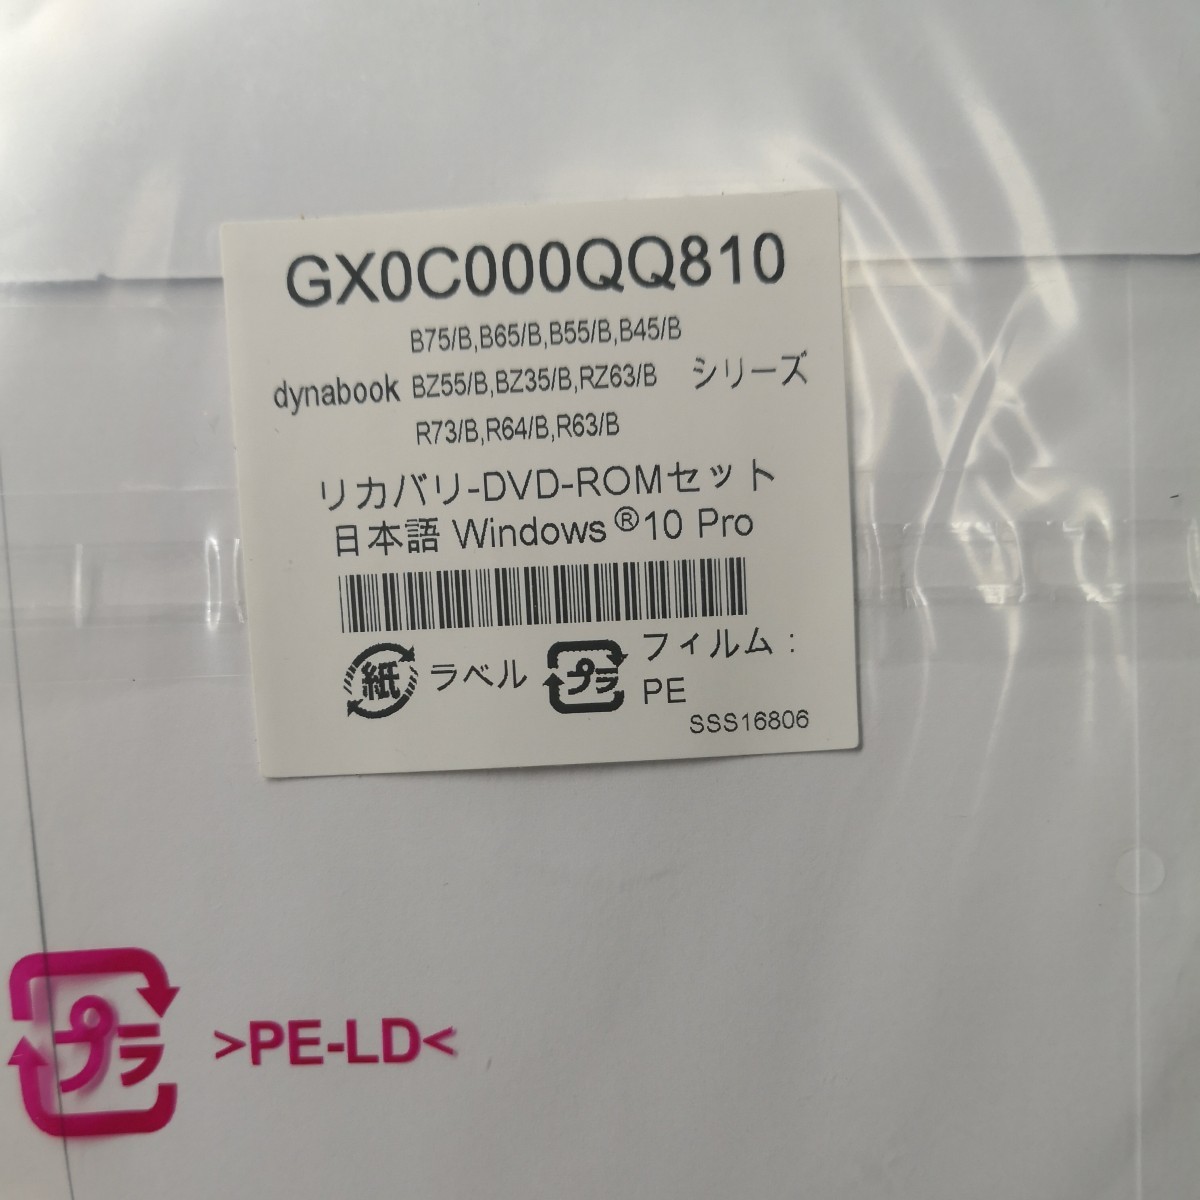 GX0C000QQ810
B75/B,B65/B,B55/B,B45/B
dynabook BZ55/B,BZ35/B,RZ63/B シリーズ
R73/B,R64/B,R63/B
リカバリ-DVD-ROMセット
日本語 Windows®10 Pro
紙 ラベル プラ フィルム：
PE
SSS16806
プラ >PE-LD<